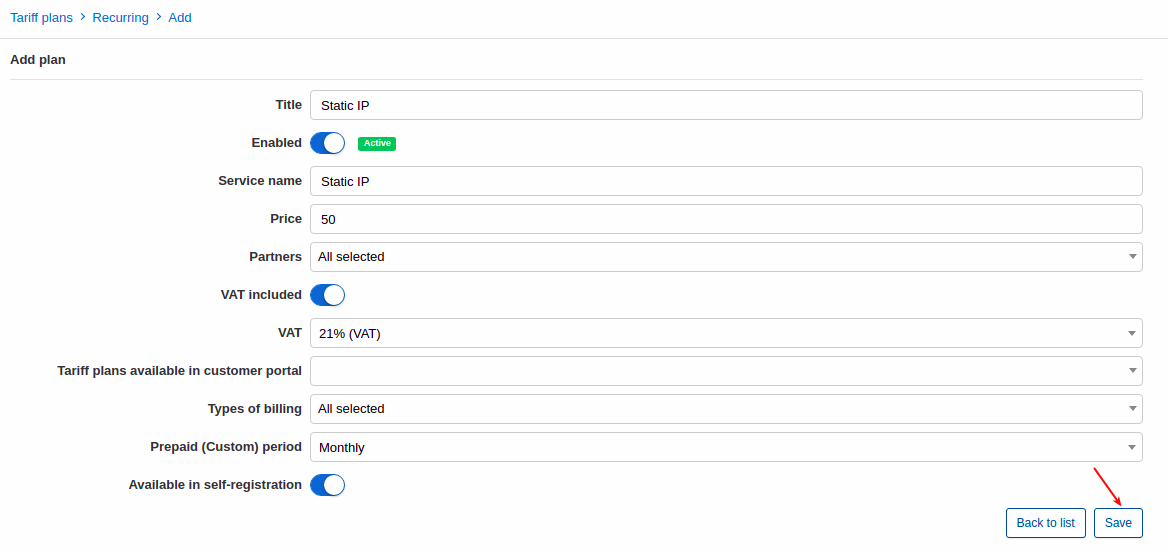 Tariff plans > Recurring > Add
Add plan
Title Static IP
Enabled Active
Service name Static IP
Price 50
Partners All selected
VAT included
VAT 21% (VAT)
Tariff plans available in customer portal
Types of billing All selected
Prepaid (Custom) period Monthly
Available in self-registration
Back to list Save